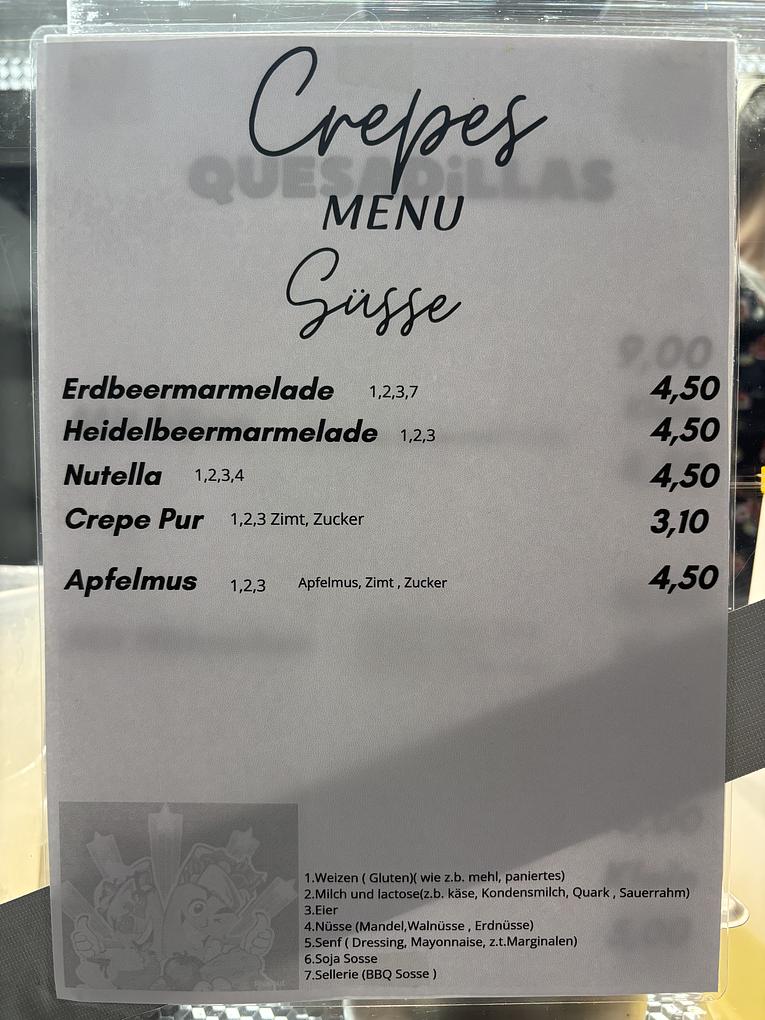 Crepes
QUESADiLLAS
MENU
Süsse
9,00
Erdbeermarmelade 1,2,3,7 4,50
Heidelbeermarmelade 1,2,3 4,50
Nutella 1,2,3,4 4,50
Crepe Pur 1,2,3 Zimt, Zucker 3,10
Apfelmus 1,2,3 Apfelmus, Zimt , Zucker 4,50
1.Weizen ( Gluten)( wie z.b. mehl, paniertes)
2.Milch und lactose(z.b. käse, Kondensmilch, Quark , Sauerrahm)
3.Eier
4.Nüsse (Mandel,Walnüsse , Erdnüsse)
5.Senf ( Dressing, Mayonnaise, z.t.Marginalen)
6.Soja Sosse
7.Sellerie (BBQ Sosse )